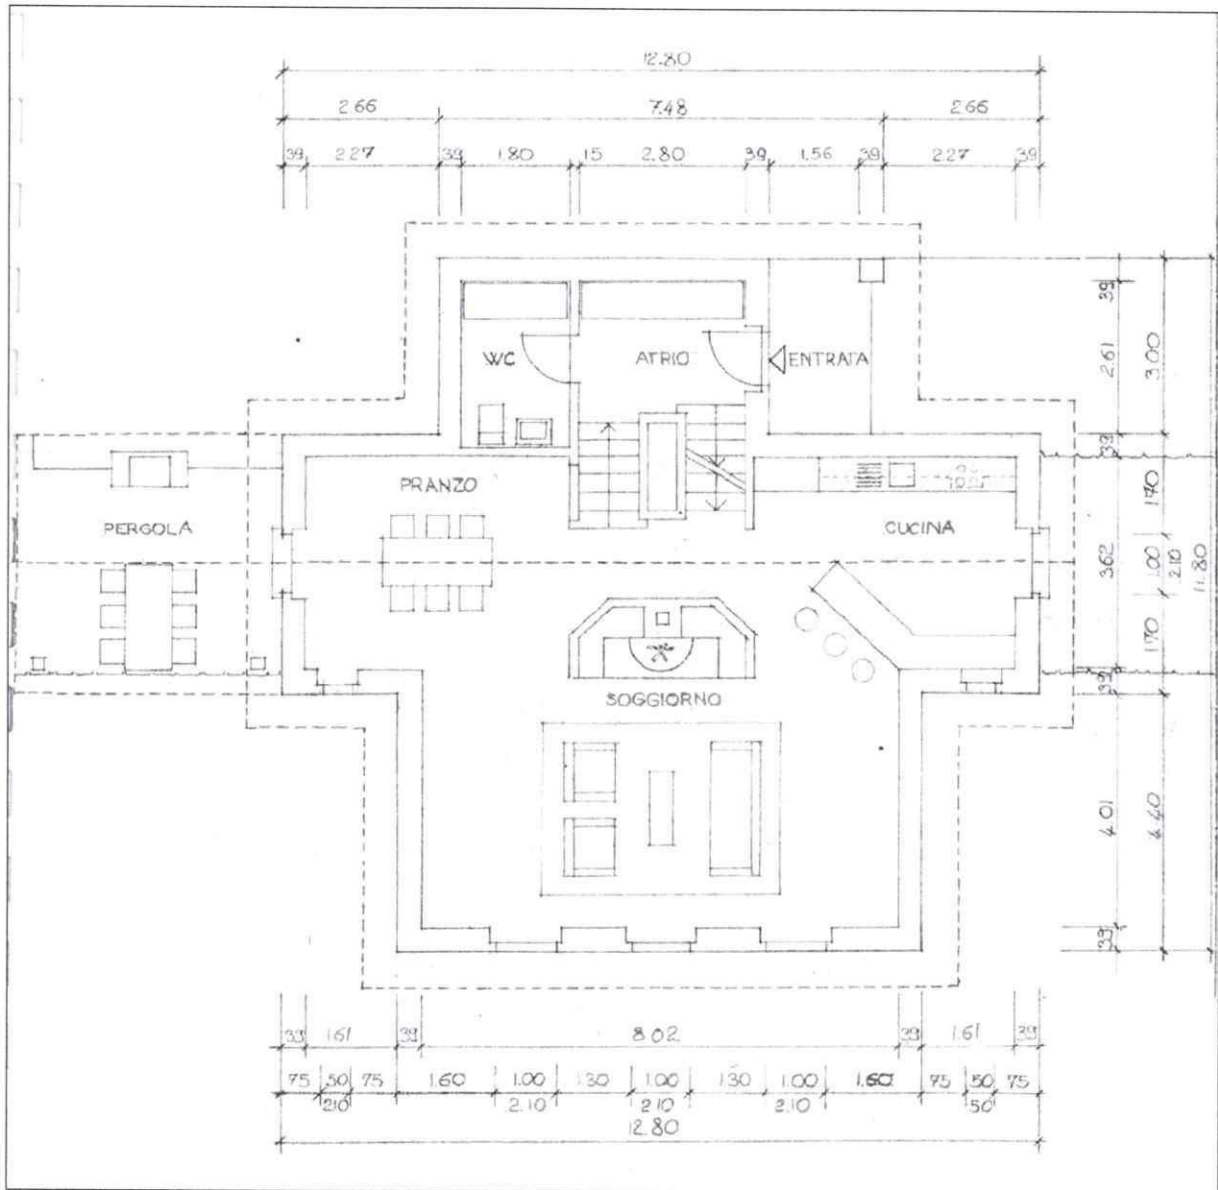 12.80
2.66 7.48 2.66
39 2.27 39 1.80 15 2.80 39 1.56 39 2.27 39
WC ATRIO ENTRATA
PRANZO
PERGOLA CUCINA
SOGGIORNO
39 2.61 39 3.62 39 4.01 39
3.00 1.70 1.00 2.10 1.70 4.40
11.80
39 1.61 39 8.02 39 1.61 39
75 50 75 1.60 1.00 1.30 1.00 1.30 1.00 1.60 75 50 75
210 2.10 2.10 2.10 50
12.80